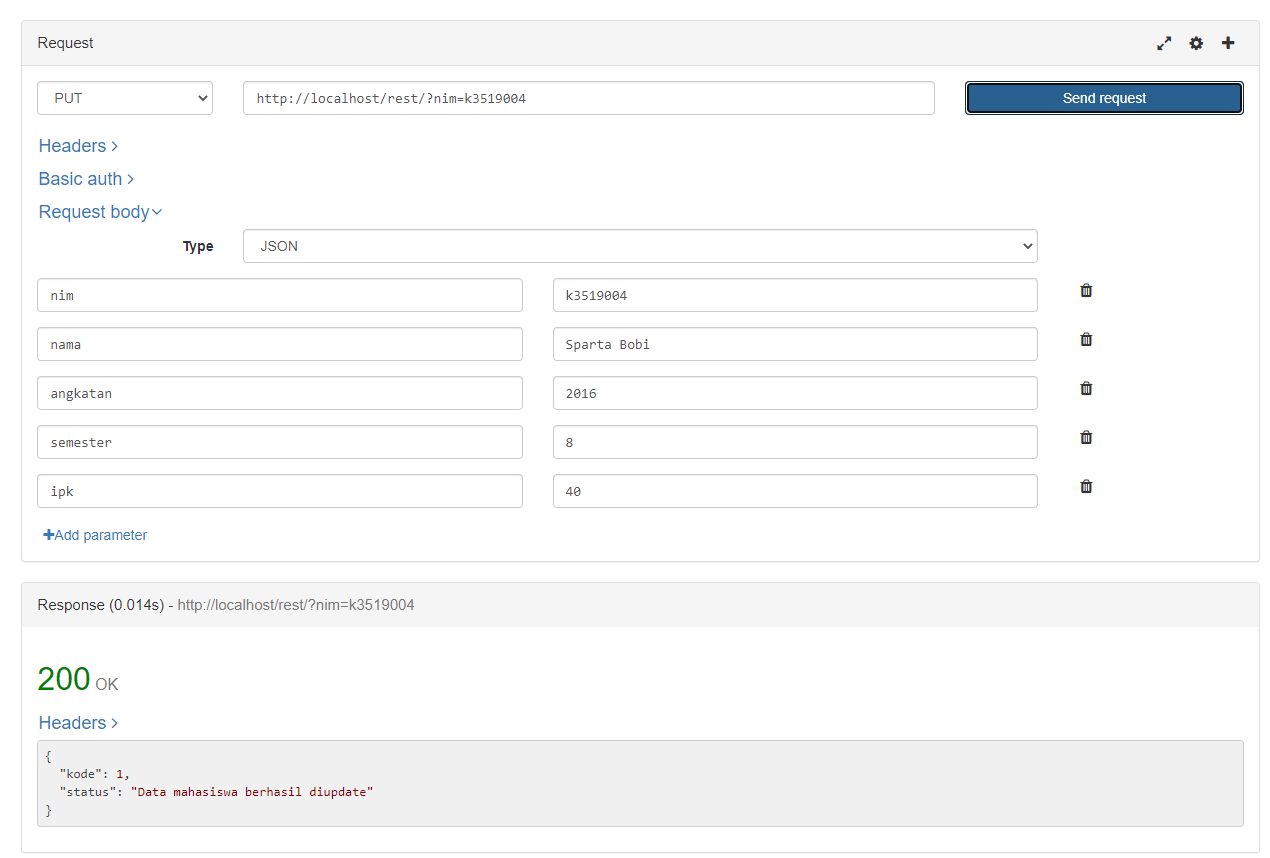 Request
PUT http://localhost/rest/?nim=k3519004 Send request
Headers
Basic auth
Request body
Type JSON
nim k3519004
nama Sparta Bobi
angkatan 2016
semester 8
ipk 40
Add parameter
Response (0.014s) - http://localhost/rest/?nim=k3519004
200 OK
Headers
{
"kode": 1,
"status": "Data mahasiswa berhasil diupdate"
}